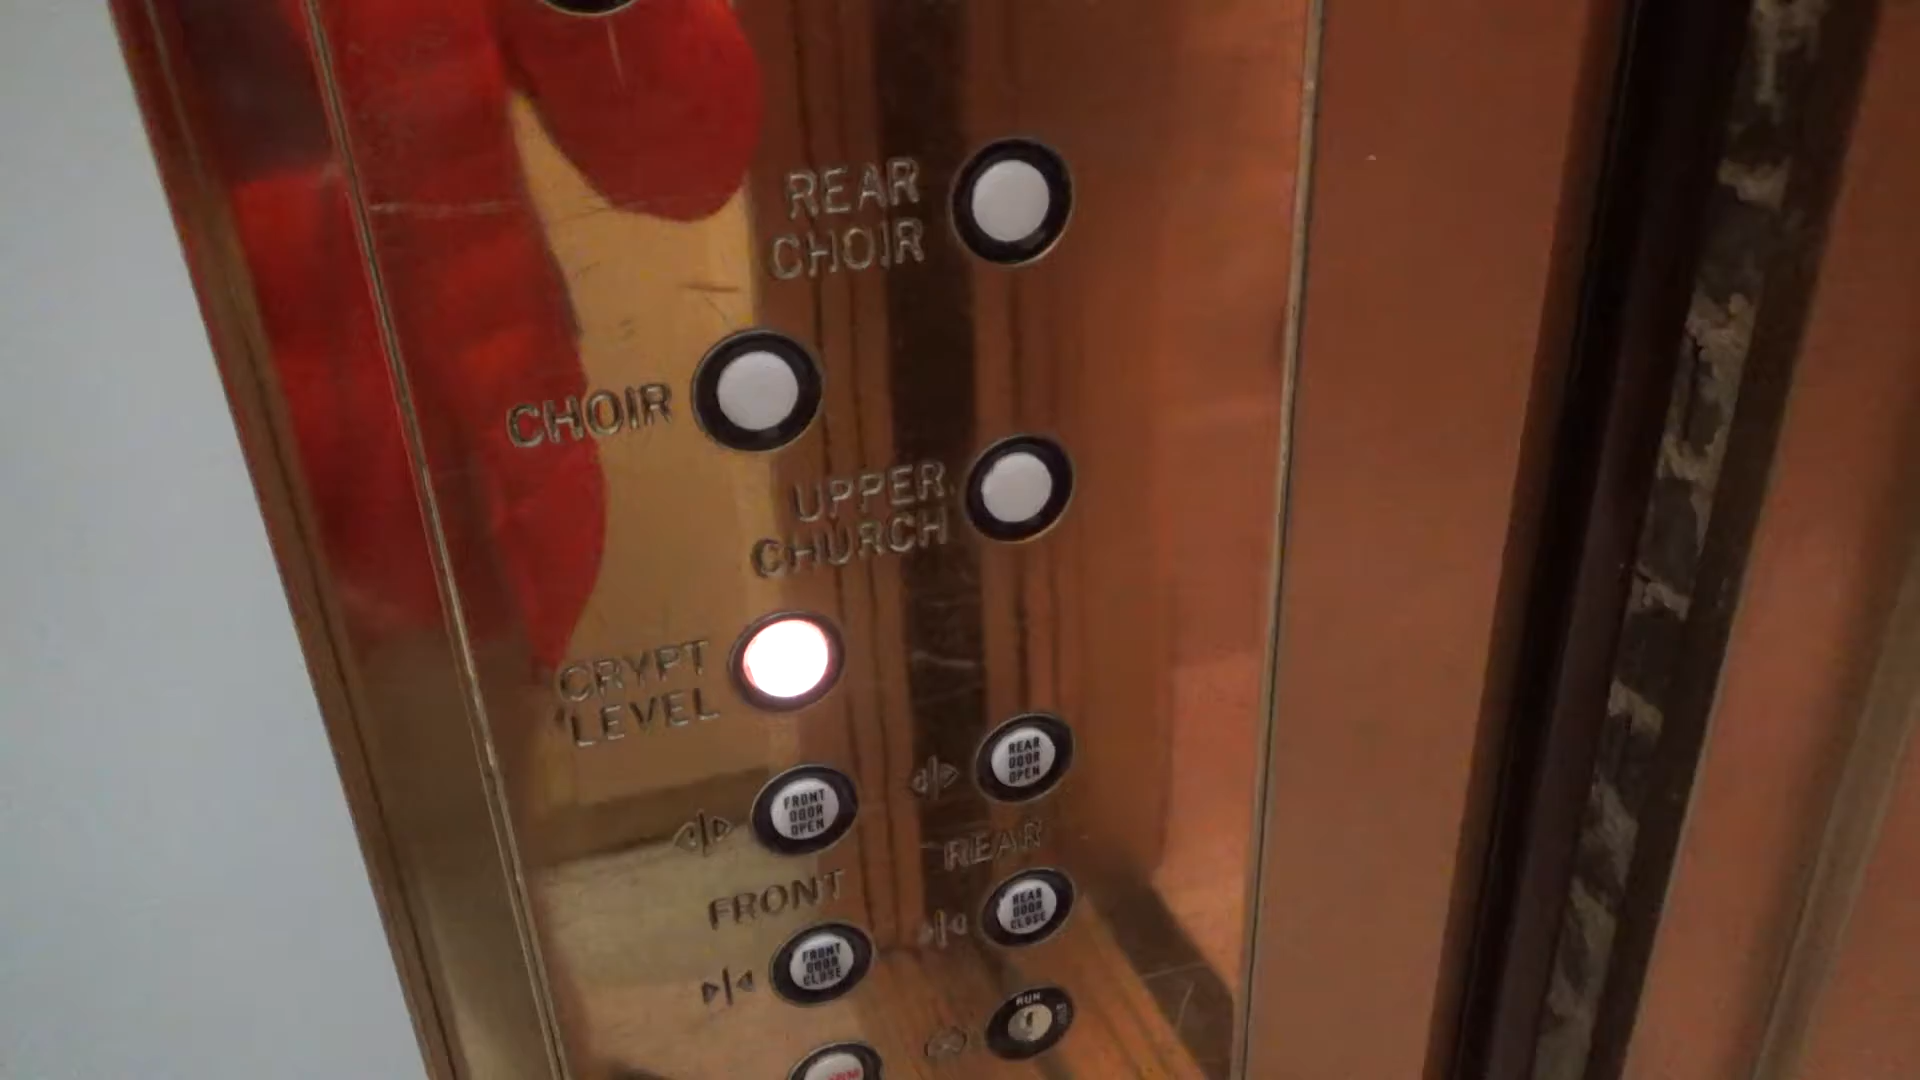 REAR
CHOIR
CHOIR
UPPER
CHURCH
CRYPT
LEVEL
REAR
DOOR
OPEN
FRONT
DOOR
OPEN
REAR
FRONT
REAR
DOOR
CLOSE
FRONT
DOOR
CLOSE
RUN